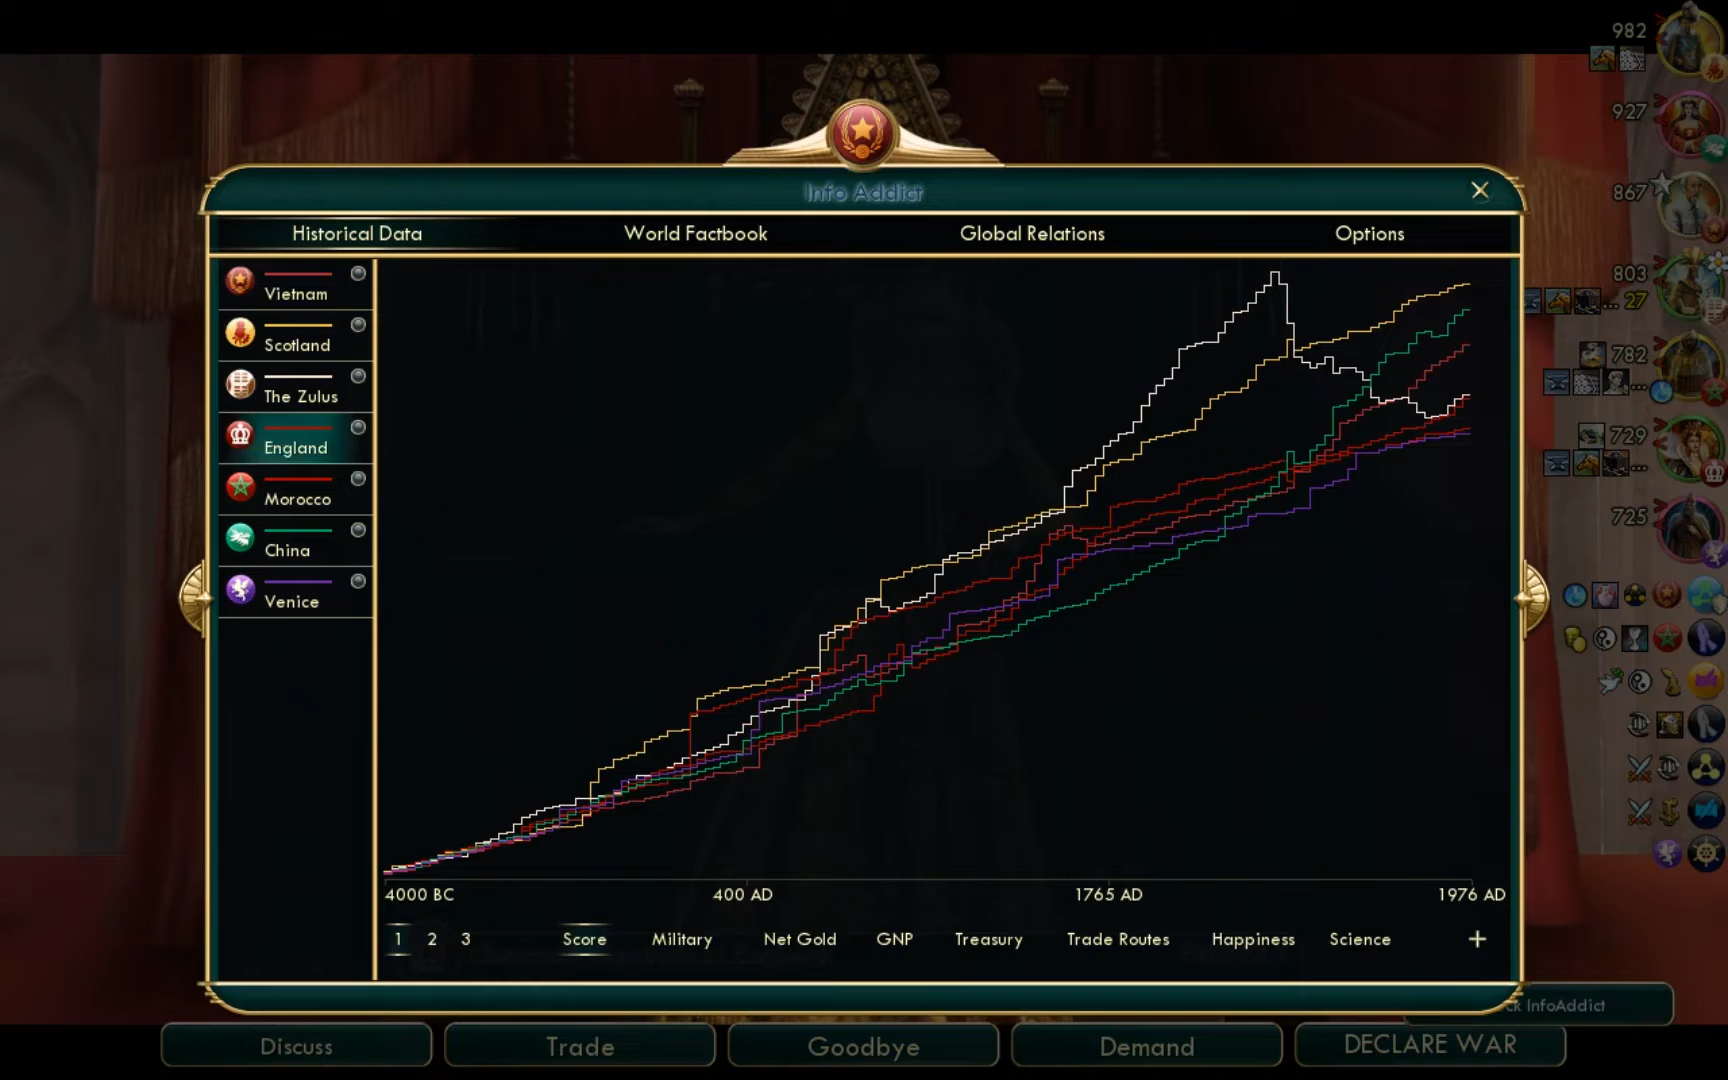 982
927
867
803
27
782
729
725
Info Addict
Historical Data
World Factbook
Global Relations
Options
Vietnam
Scotland
The Zulus
England
Morocco
China
Venice
4000 BC
400 AD
1765 AD
1976 AD
1 2 3
Score
Military
Net Gold
GNP
Treasury
Trade Routes
Happiness
Science
+
InfoAddict
Discuss
Trade
Goodbye
Demand
DECLARE WAR